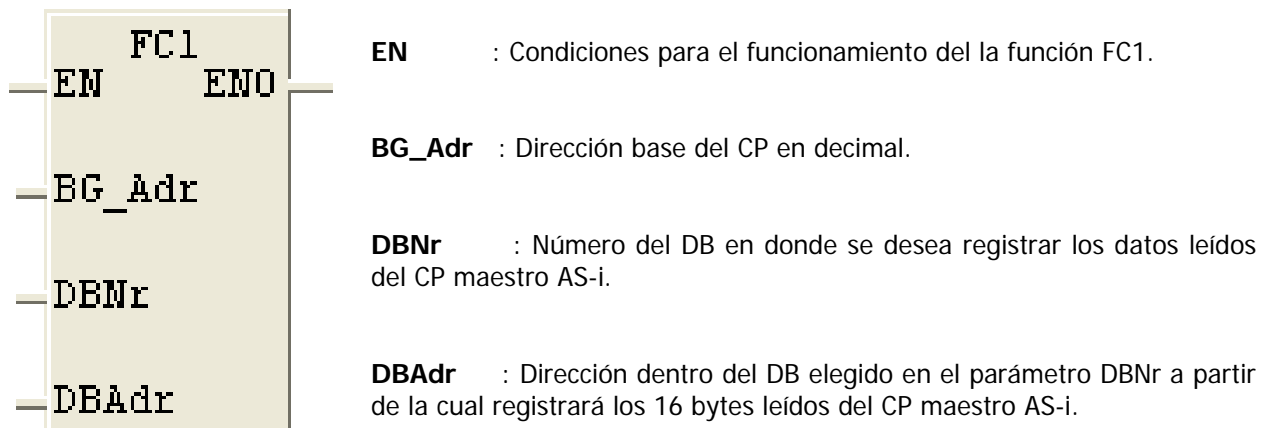 FC1
EN ENO
BG_Adr
DBNr
DBAdr
EN : Condiciones para el funcionamiento del la función FC1.
BG_Adr : Dirección base del CP en decimal.
DBNr : Número del DB en donde se desea registrar los datos leídos
del CP maestro AS-i.
DBAdr : Dirección dentro del DB elegido en el parámetro DBNr a partir
de la cual registrará los 16 bytes leídos del CP maestro AS-i.